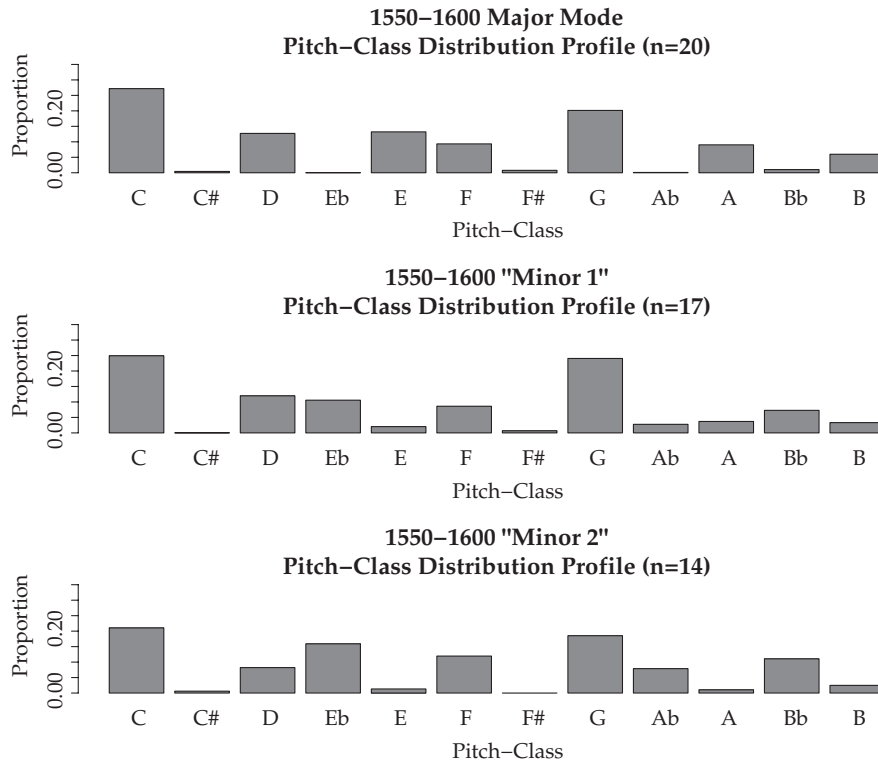 1550–1600 Major Mode
Pitch–Class Distribution Profile (n=20)
Proportion
0.20
0.00
C C# D Eb E F F# G Ab A Bb B
Pitch–Class
1550–1600 "Minor 1"
Pitch–Class Distribution Profile (n=17)
Proportion
0.20
0.00
C C# D Eb E F F# G Ab A Bb B
Pitch–Class
1550–1600 "Minor 2"
Pitch–Class Distribution Profile (n=14)
Proportion
0.20
0.00
C C# D Eb E F F# G Ab A Bb B
Pitch–Class